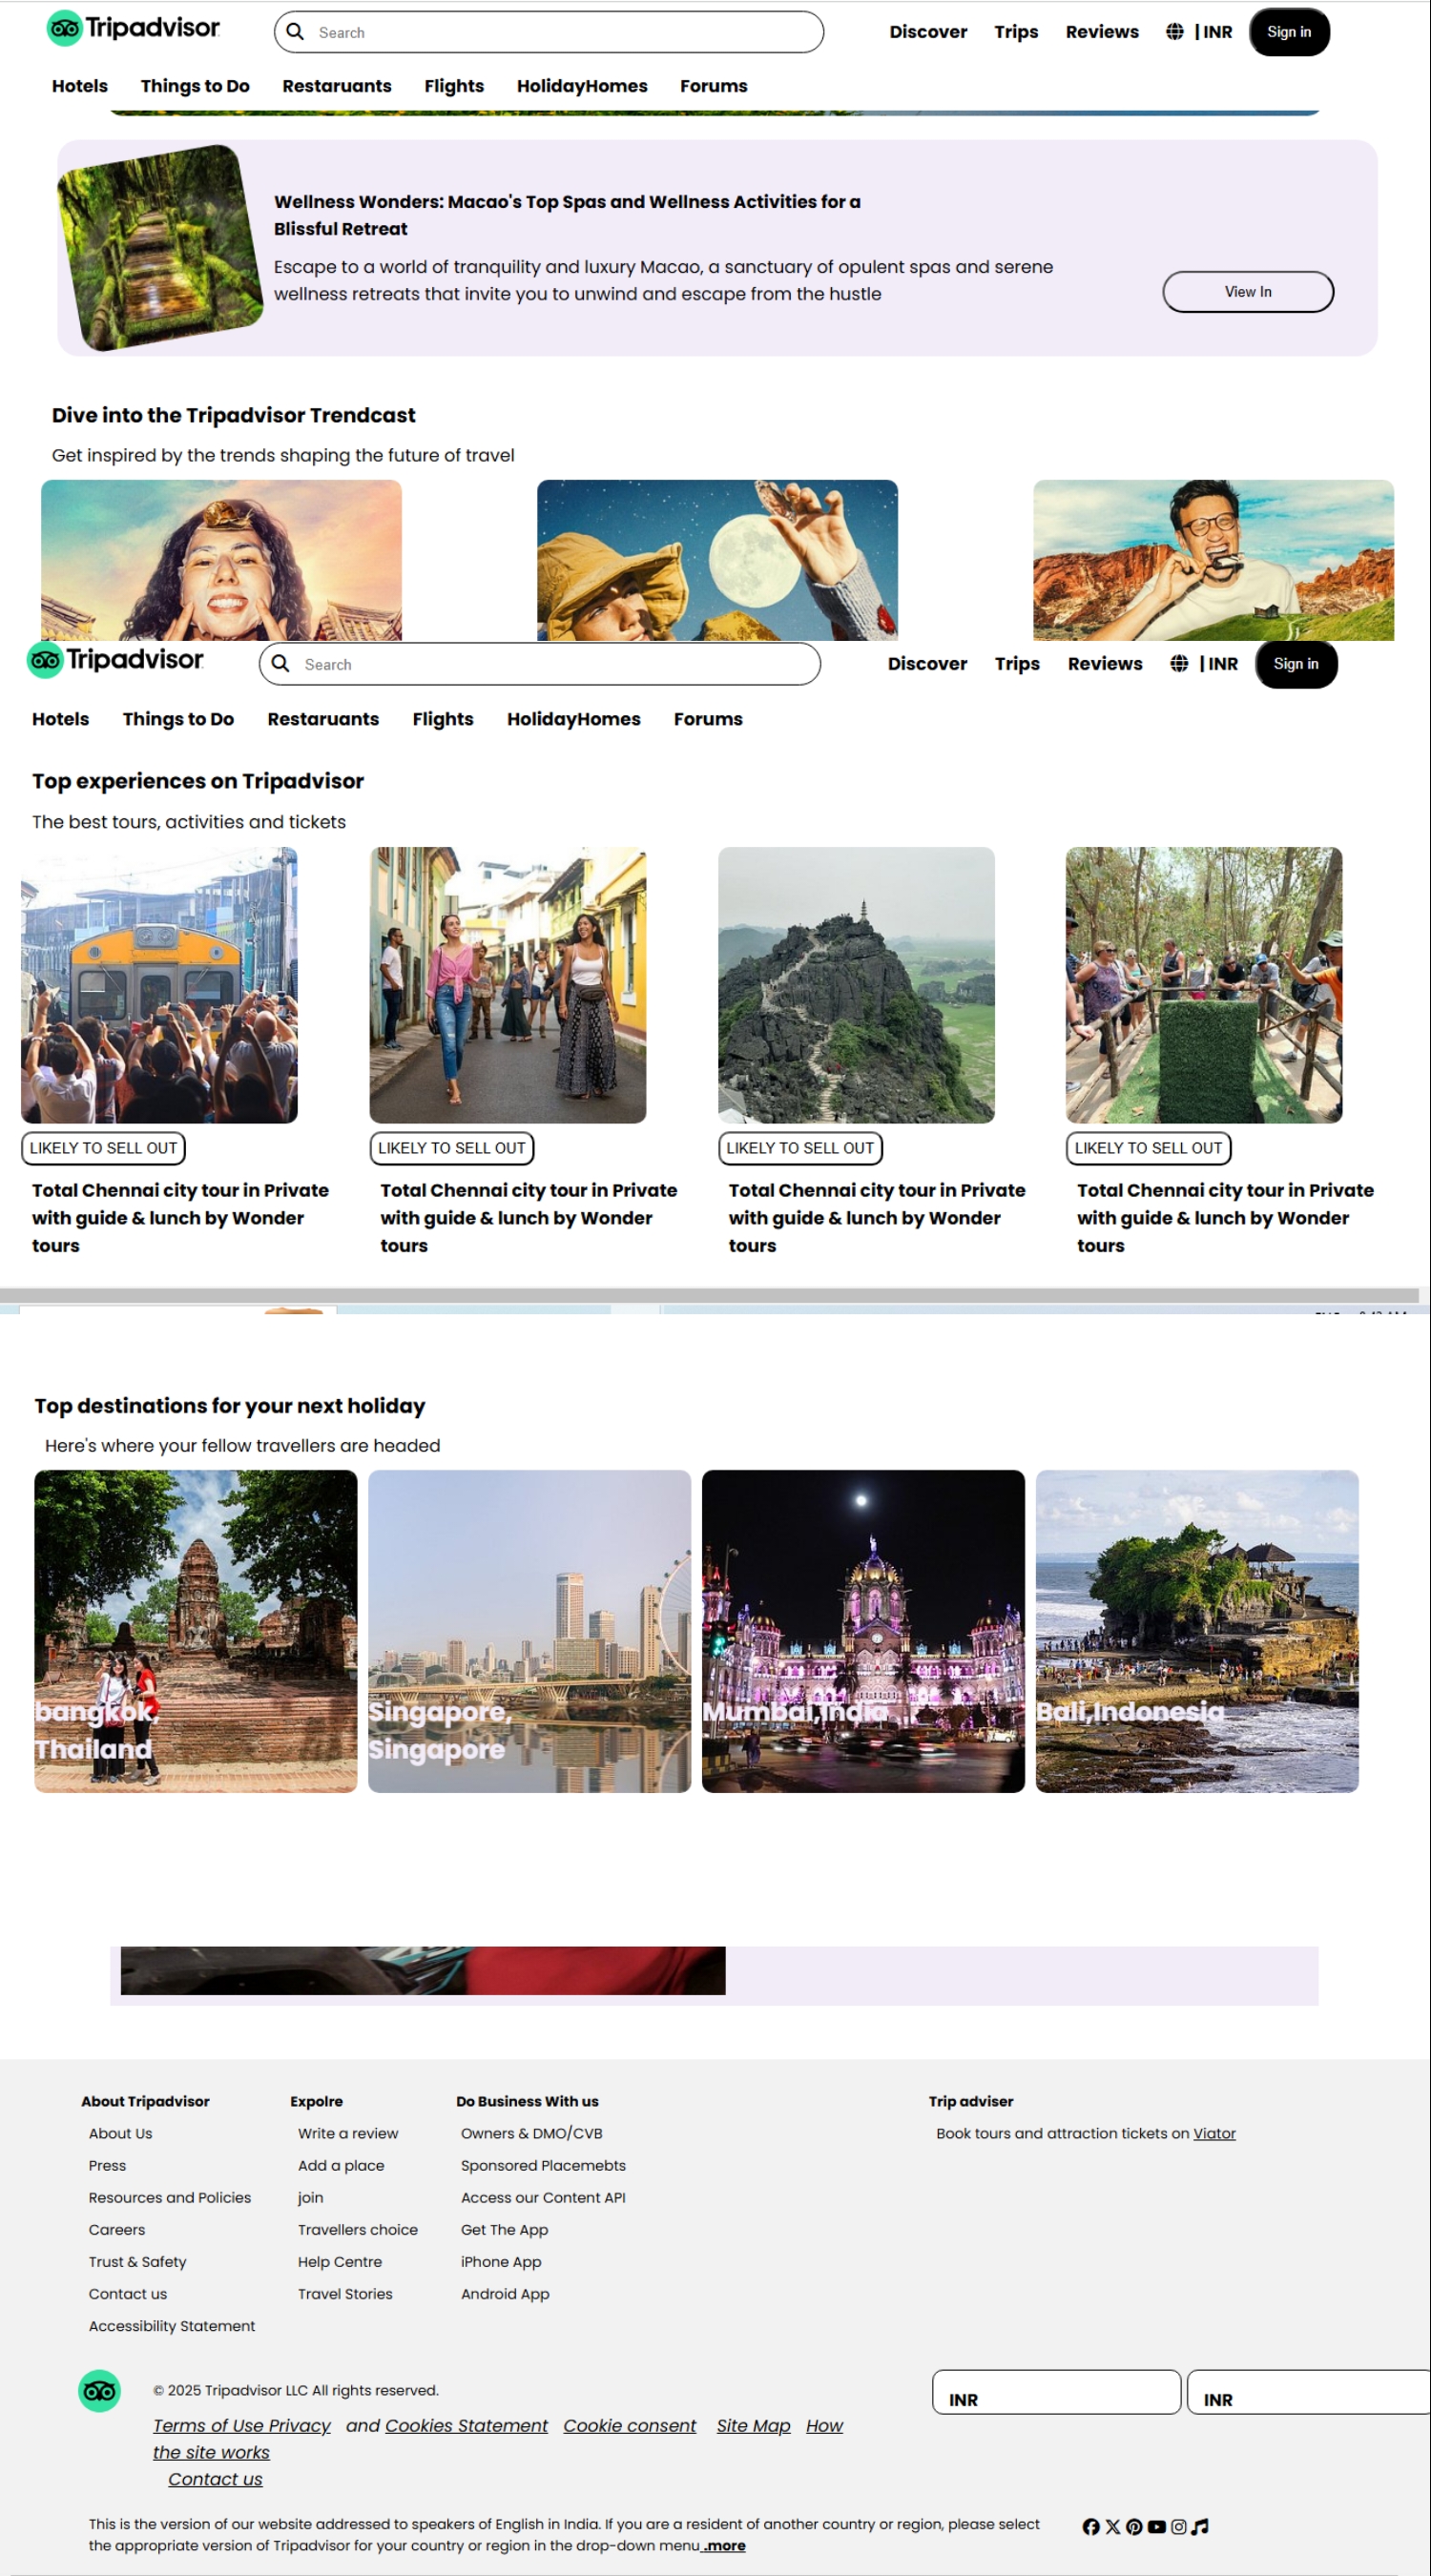 Tripadvisor
Search
Discover Trips Reviews | INR Sign in
Hotels Things to Do Restaruants Flights HolidayHomes Forums
Wellness Wonders: Macao's Top Spas and Wellness Activities for a
Blissful Retreat
Escape to a world of tranquility and luxury Macao, a sanctuary of opulent spas and serene
wellness retreats that invite you to unwind and escape from the hustle
View In
Dive into the Tripadvisor Trendcast
Get inspired by the trends shaping the future of travel
Tripadvisor
Search
Discover Trips Reviews | INR Sign in
Hotels Things to Do Restaruants Flights HolidayHomes Forums
Top experiences on Tripadvisor
The best tours, activities and tickets
LIKELY TO SELL OUT
Total Chennai city tour in Private
with guide & lunch by Wonder
tours
LIKELY TO SELL OUT
Total Chennai city tour in Private
with guide & lunch by Wonder
tours
LIKELY TO SELL OUT
Total Chennai city tour in Private
with guide & lunch by Wonder
tours
LIKELY TO SELL OUT
Total Chennai city tour in Private
with guide & lunch by Wonder
tours
Top destinations for your next holiday
Here's where your fellow travellers are headed
bangkok,
Thailand
Singapore,
Singapore
Mumbai,India
Bali,Indonesia
About Tripadvisor
About Us
Press
Resources and Policies
Careers
Trust & Safety
Contact us
Accessibility Statement
Expolre
Write a review
Add a place
join
Travellers choice
Help Centre
Travel Stories
Do Business With us
Owners & DMO/CVB
Sponsored Placemebts
Access our Content API
Get The App
iPhone App
Android App
Trip adviser
Book tours and attraction tickets on Viator
© 2025 Tripadvisor LLC All rights reserved.
Terms of Use Privacy and Cookies Statement Cookie consent Site Map How
the site works
Contact us
INR
INR
This is the version of our website addressed to speakers of English in India. If you are a resident of another country or region, please select
the appropriate version of Tripadvisor for your country or region in the drop-down menu .more